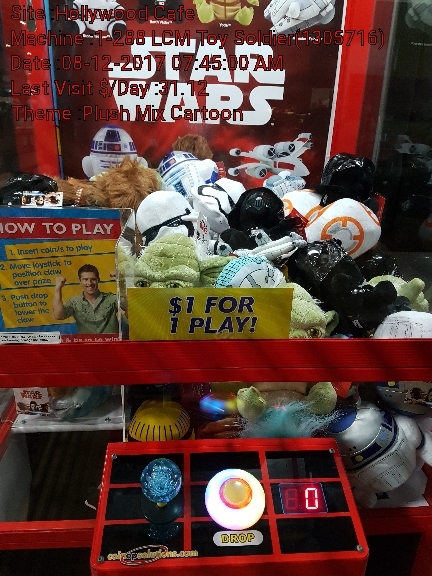 Site :Hollywood Cafe
Machine :1-288 LCM Toy Soldier(1305716)
Date :08-12-2017 07:45:00 AM
Last Visit $/Day :31.12
Theme :Plush Mix Cartoon
STAR
WARS
HOW TO PLAY
1. Insert coin/s to play
2. Move joystick to
position claw
over prize
3. Push drop
button to
lower the
claw
$1 FOR
1 PLAY!
STAR
WARS
0
DROP